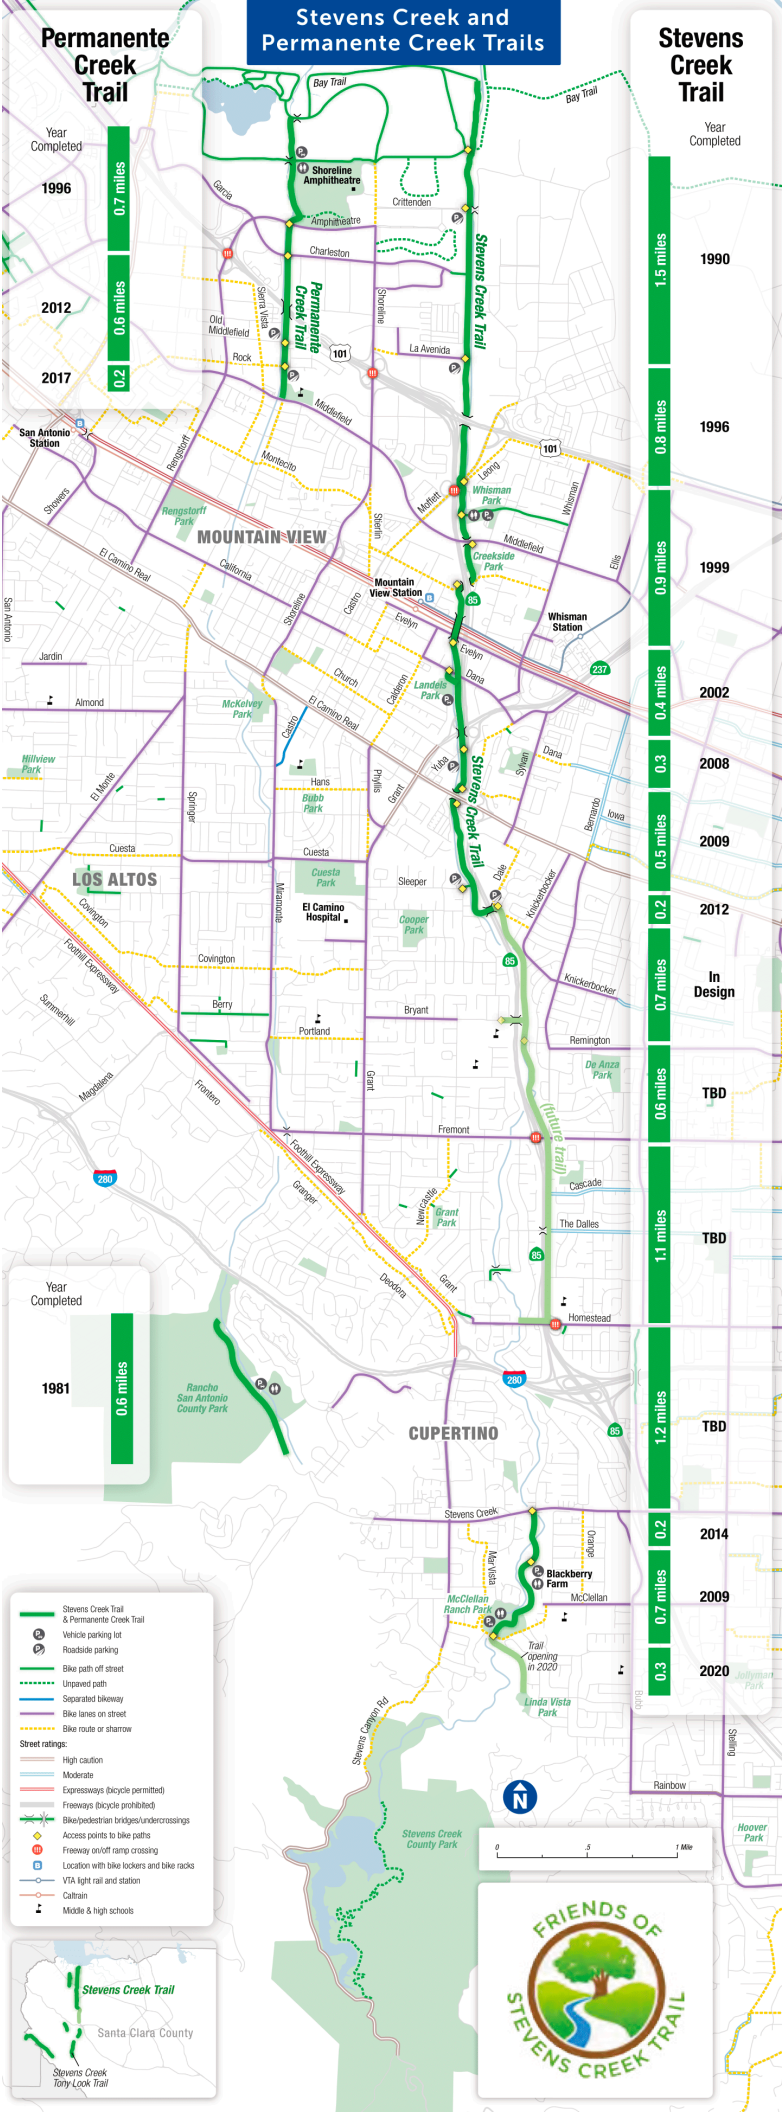 Stevens Creek and
Permanente Creek Trails
Permanente
Creek
Trail
Year
Completed
1996
0.7 miles
2012
0.6 miles
2017
0.2
Stevens
Creek
Trail
Year
Completed
1.5 miles
1990
0.8 miles
1996
0.9 miles
1999
0.4 miles
2002
0.3
2008
0.5 miles
2009
0.2
2012
0.7 miles
In
Design
0.6 miles
TBD
1.1 miles
TBD
1.2 miles
TBD
0.2
2014
0.7 miles
2009
0.3
2020
Bay Trail
Bay Trail
Shoreline
Amphitheatre
Garcia
Crittenden
Amphitheatre
Charleston
Stevens Creek Trail
Permanente
Creek Trail
Sierra Vista
Shoreline
Old
Middlefield
Rock
101
La Avenida
Middlefield
San Antonio
Station
B
Rengstorff
Montecito
101
Leong
Moffett
Whisman
Park
Whisman
Showers
Rengstorff
Park
MOUNTAIN VIEW
Stierlin
Middlefield
Creekside
Park
Ellis
El Camino Real
California
Mountain
View Station
B
85
San Antonio
Shoreline
Castro
Evelyn
Whisman
Station
Evelyn
Jardin
Church
Calderon
Dana
237
Landels
Park
Almond
McKelvey
Park
El Camino Real
Castro
Hillview
Park
Yuba
Stevens Creek Trail
Sylvan
Dana
El Monte
Springer
Hans
Phyllis
Grant
Bubb
Park
Bernardo
Iowa
Cuesta
Cuesta
LOS ALTOS
Cuesta
Park
Sleeper
Dale
Knickerbocker
Miramonte
El Camino
Hospital
Covington
Cooper
Park
Foothill Expressway
Covington
85
Knickerbocker
Summerhill
Berry
Bryant
Portland
Remington
De Anza
Park
Magdalena
Frontero
Grant
(future trail)
Fremont
Foothill Expressway
280
Granger
Cascade
Newcastle
Grant
Park
The Dalles
85
Deodora
Grant
Homestead
Year
Completed
1981
0.6 miles
Rancho
San Antonio
County Park
280
CUPERTINO
85
Stevens Creek
Mar Vista
Orange
Blackberry
Farm
McClellan
McClellan
Ranch Park
Trail
opening
in 2020
Linda Vista
Park
Jollyman
Park
Bubb
Stelling
Stevens Canyon Rd
Rainbow
Hoover
Park
Stevens Creek
County Park
N
0
.5
1 Mile
Stevens Creek Trail
& Permanente Creek Trail
Vehicle parking lot
Roadside parking
Bike path off street
Unpaved path
Separated bikeway
Bike lanes on street
Bike route or sharrow
Street ratings:
High caution
Moderate
Expressways (bicycle permitted)
Freeways (bicycle prohibited)
Bike/pedestrian bridges/undercrossings
Access points to bike paths
Freeway on/off ramp crossing
B
Location with bike lockers and bike racks
VTA light rail and station
Caltrain
Middle & high schools
Stevens Creek Trail
Santa Clara County
Stevens Creek
Tony Look Trail
FRIENDS OF
STEVENS CREEK TRAIL